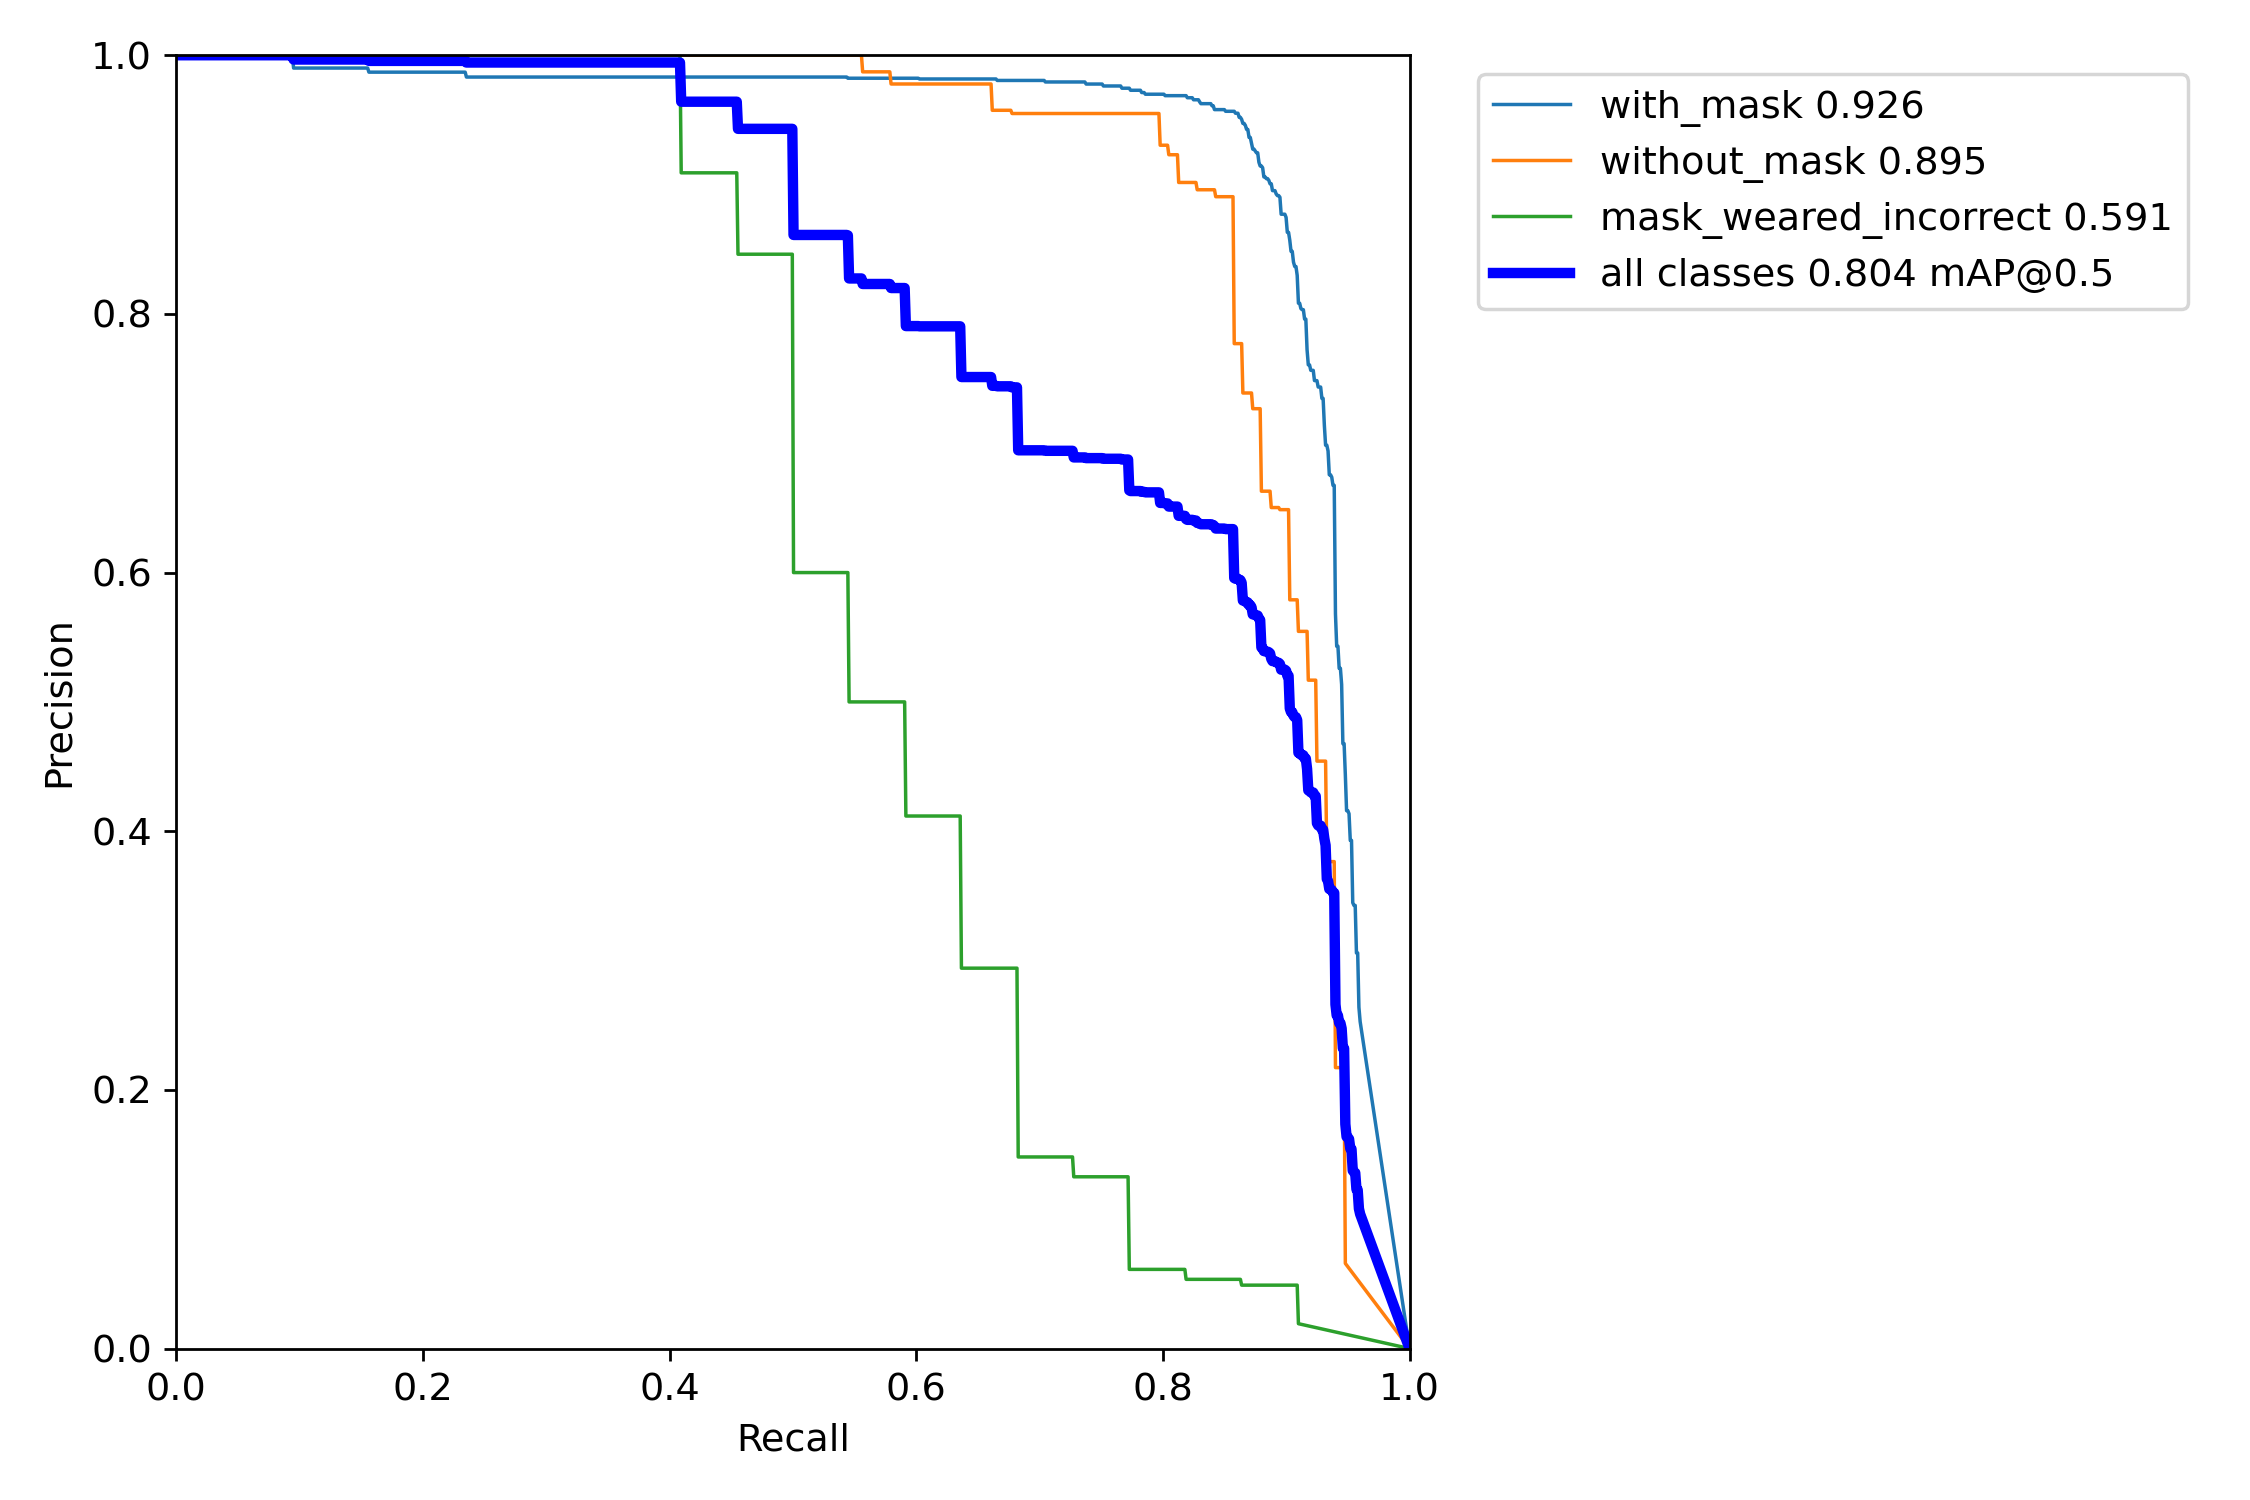 1.0
0.8
0.6
0.4
0.2
0.0
Precision
0.0 0.2 0.4 0.6 0.8 1.0
Recall
with_mask 0.926
without_mask 0.895
mask_weared_incorrect 0.591
all classes 0.804 mAP@0.5